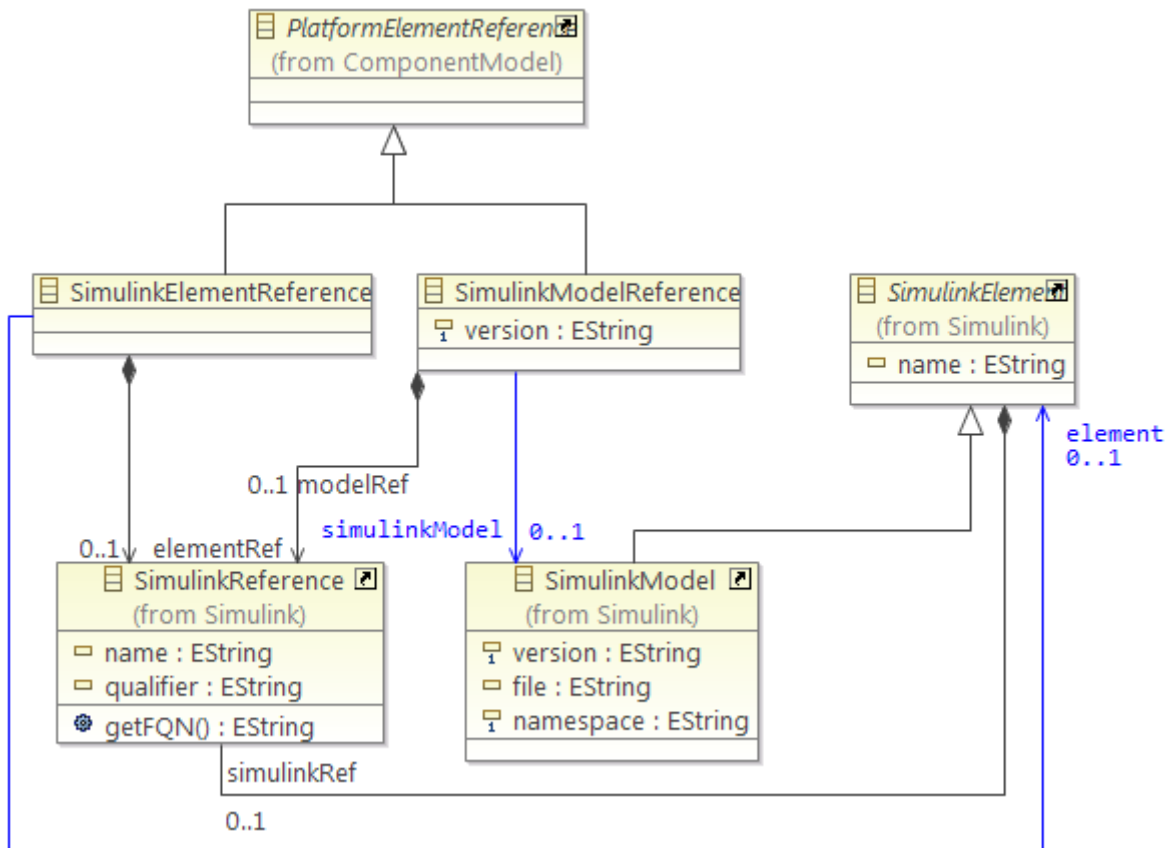 PlatformElementReference
(from ComponentModel)
SimulinkElementReference
SimulinkModelReference
version : EString
SimulinkElement
(from Simulink)
name : EString
element
0..1
0..1 modelRef
simulinkModel 0..1
0..1 elementRef
SimulinkReference
(from Simulink)
name : EString
qualifier : EString
getFQN() : EString
SimulinkModel
(from Simulink)
version : EString
file : EString
namespace : EString
simulinkRef
0..1